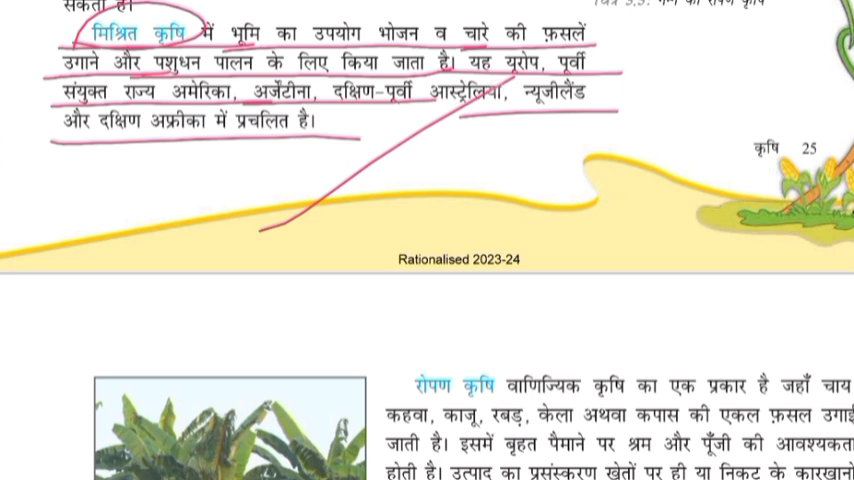 सकती है।
मिश्रित कृषि में भूमि का उपयोग भोजन व चारे की फ़सलें
उगाने और पशुधन पालन के लिए किया जाता है। यह यूरोप, पूर्वी
संयुक्त राज्य अमेरिका, अर्जेंटीना, दक्षिण-पूर्वी आस्ट्रेलिया, न्यूजीलैंड
और दक्षिण अफ्रीका में प्रचलित है।
कृषि 25
Rationalised 2023-24
रोपण कृषि वाणिज्यिक कृषि का एक प्रकार है जहाँ चाय
कहवा, काजू, रबड़, केला अथवा कपास की एकल फ़सल उगाई
जाती है। इसमें बृहत पैमाने पर श्रम और पूँजी की आवश्यकता
होती है। उत्पाद का प्रसंस्करण खेतों पर ही या निकट के कारखानों